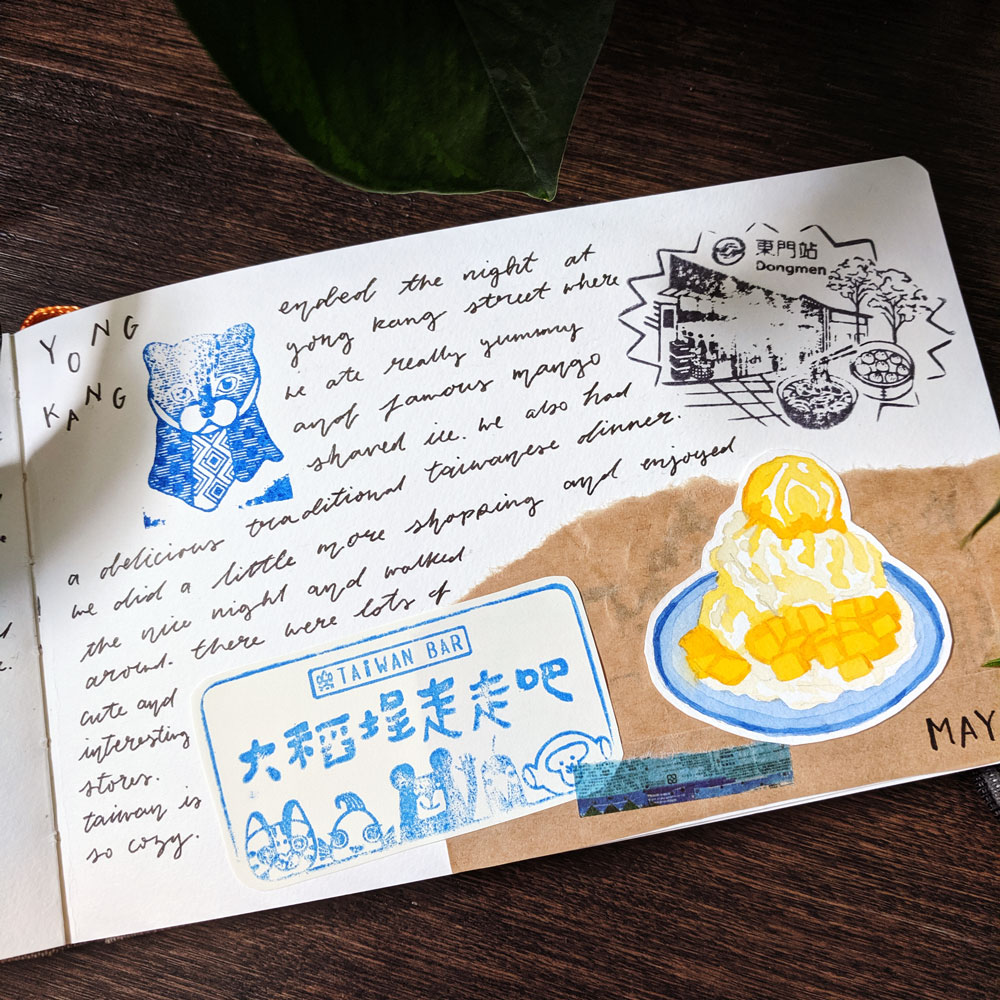 YONG
KANG
ended the night at
yong kang street where
we ate really yummy
and famous mango
shaved ice. we also had
a delicious traditional taiwanese dinner.
we did a little more shopping and enjoyed
the nice night and walked
around. there were lots of
cute and
interesting
stores.
taiwan is
so cozy.
東門站
Dongmen
TAIWAN BAR
大稻埕走走吧
MAY